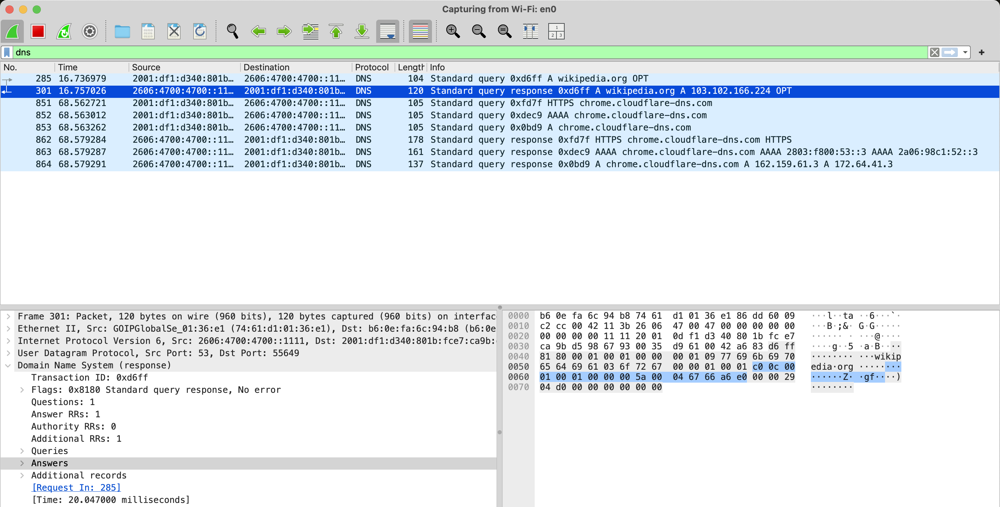 Capturing from Wi-Fi: en0
dns
No. Time Source Destination Protocol Length Info
285 16.736979 2001:df1:d340:801b… 2606:4700:4700::11… DNS 104 Standard query 0xd6ff A wikipedia.org OPT
301 16.757026 2606:4700:4700::11… 2001:df1:d340:801b… DNS 120 Standard query response 0xd6ff A wikipedia.org A 103.102.166.224 OPT
851 68.562721 2001:df1:d340:801b… 2606:4700:4700::11… DNS 105 Standard query 0xfd7f HTTPS chrome.cloudflare-dns.com
852 68.563012 2001:df1:d340:801b… 2606:4700:4700::11… DNS 105 Standard query 0xdec9 AAAA chrome.cloudflare-dns.com
853 68.563262 2001:df1:d340:801b… 2606:4700:4700::11… DNS 105 Standard query 0x0bd9 A chrome.cloudflare-dns.com
862 68.579284 2606:4700:4700::11… 2001:df1:d340:801b… DNS 178 Standard query response 0xfd7f HTTPS chrome.cloudflare-dns.com HTTPS
863 68.579287 2606:4700:4700::11… 2001:df1:d340:801b… DNS 161 Standard query response 0xdec9 AAAA chrome.cloudflare-dns.com AAAA 2803:f800:53::3 AAAA 2a06:98c1:52::3
864 68.579291 2606:4700:4700::11… 2001:df1:d340:801b… DNS 137 Standard query response 0x0bd9 A chrome.cloudflare-dns.com A 162.159.61.3 A 172.64.41.3
Frame 301: Packet, 120 bytes on wire (960 bits), 120 bytes captured (960 bits) on interfac
Ethernet II, Src: GOIPGlobalSe_01:36:e1 (74:61:d1:01:36:e1), Dst: b6:0e:fa:6c:94:b8 (b6:0e
Internet Protocol Version 6, Src: 2606:4700:4700::1111, Dst: 2001:df1:d340:801b:fce7:ca9b:
User Datagram Protocol, Src Port: 53, Dst Port: 55649
Domain Name System (response)
Transaction ID: 0xd6ff
Flags: 0x8180 Standard query response, No error
Questions: 1
Answer RRs: 1
Authority RRs: 0
Additional RRs: 1
Queries
Answers
Additional records
[Request In: 285]
[Time: 20.047000 milliseconds]
0000 b6 0e fa 6c 94 b8 74 61 d1 01 36 e1 86 dd 60 09 ···l··ta ··6···`·
0010 c2 cc 00 42 11 3b 26 06 47 00 47 00 00 00 00 00 ···B·;&· G·G·····
0020 00 00 00 00 11 11 20 01 0d f1 d3 40 80 1b fc e7 ······ · ···@····
0030 ca 9b d5 98 67 93 00 35 d9 61 00 42 a6 83 d6 ff ····g··5 ·a·B····
0040 81 80 00 01 00 01 00 00 00 01 09 77 69 6b 69 70 ········ ···wikip
0050 65 64 69 61 03 6f 72 67 00 00 01 00 01 c0 0c 00 edia·org ········
0060 01 00 01 00 00 00 5a 00 04 67 66 a6 e0 00 00 29 ······Z· ·gf····)
0070 04 d0 00 00 00 00 00 00 ········